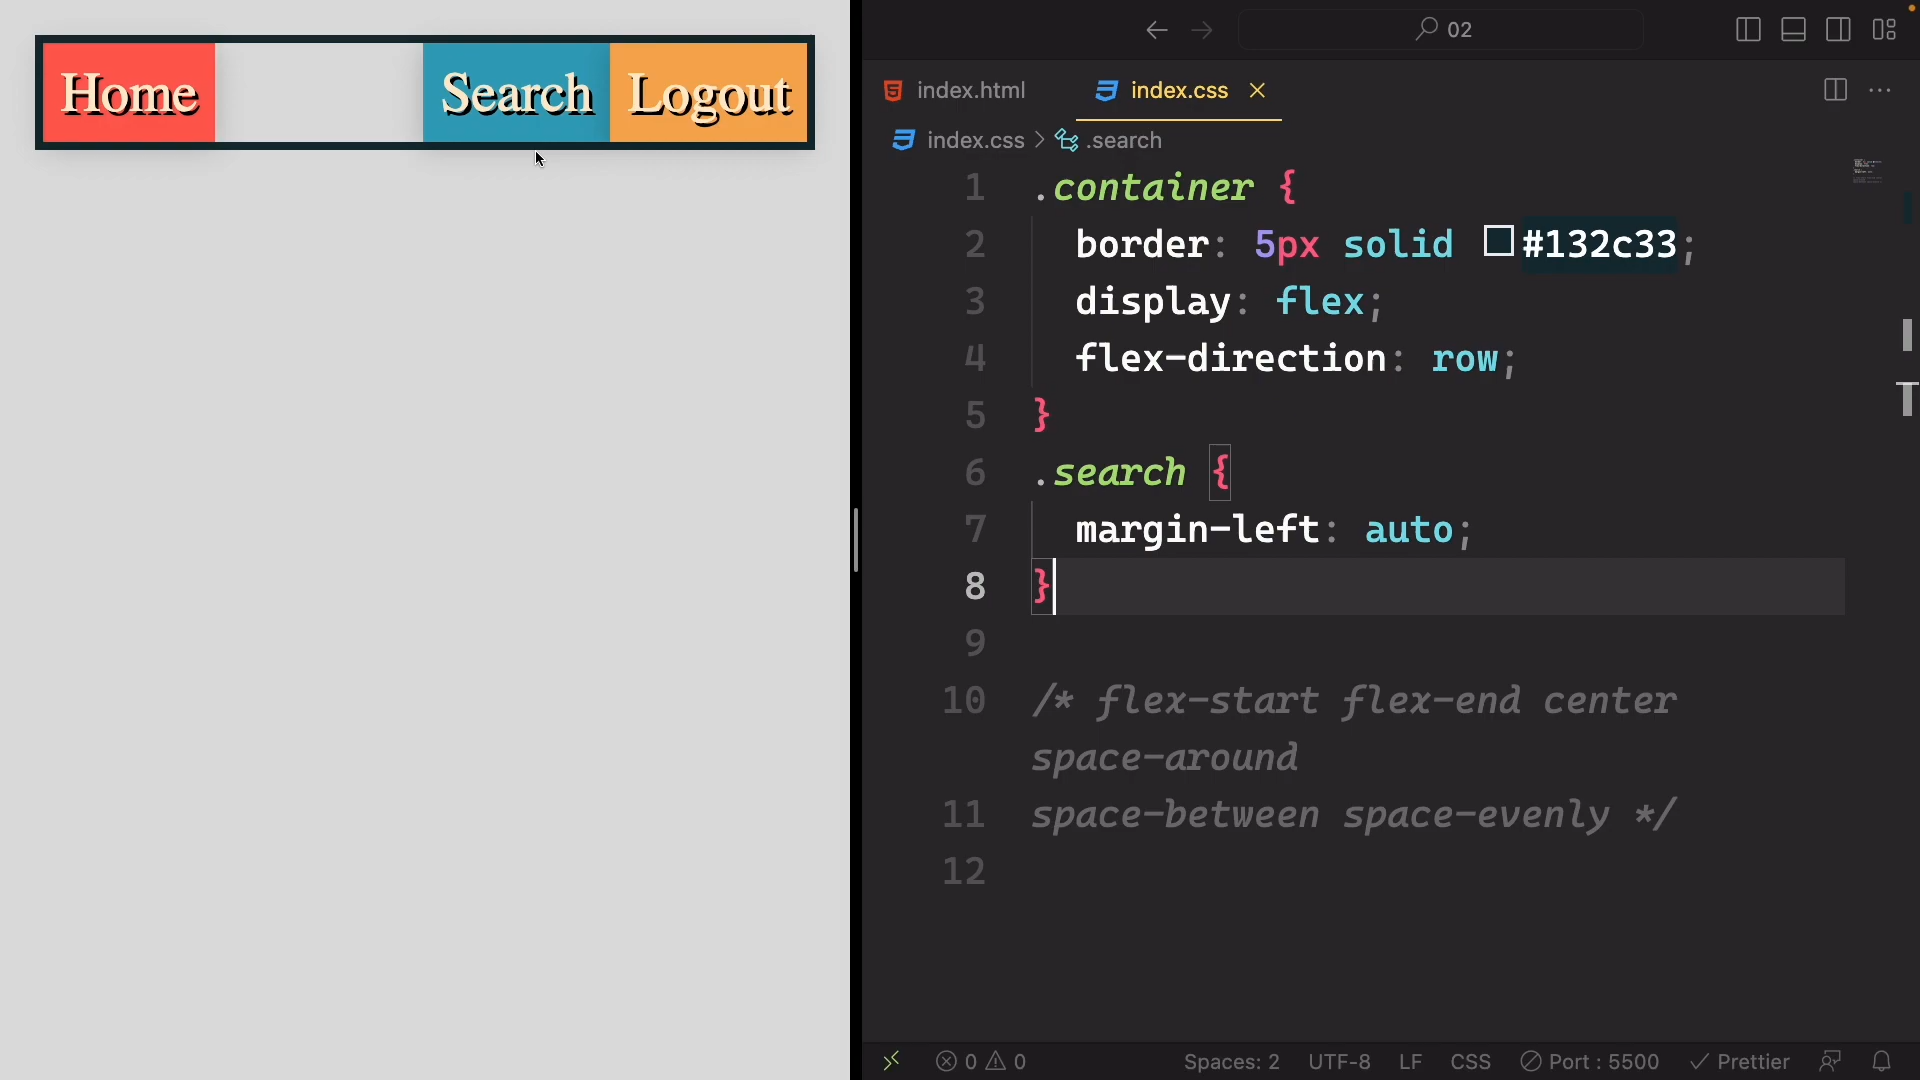 Home Search Logout
02
index.html index.css
index.css > .search
1 .container {
2 border: 5px solid #132c33;
3 display: flex;
4 flex-direction: row;
5 }
6 .search {
7 margin-left: auto;
8 }
9
10 /* flex-start flex-end center
space-around
11 space-between space-evenly */
12
0 0 Spaces: 2 UTF-8 LF CSS Port : 5500 Prettier